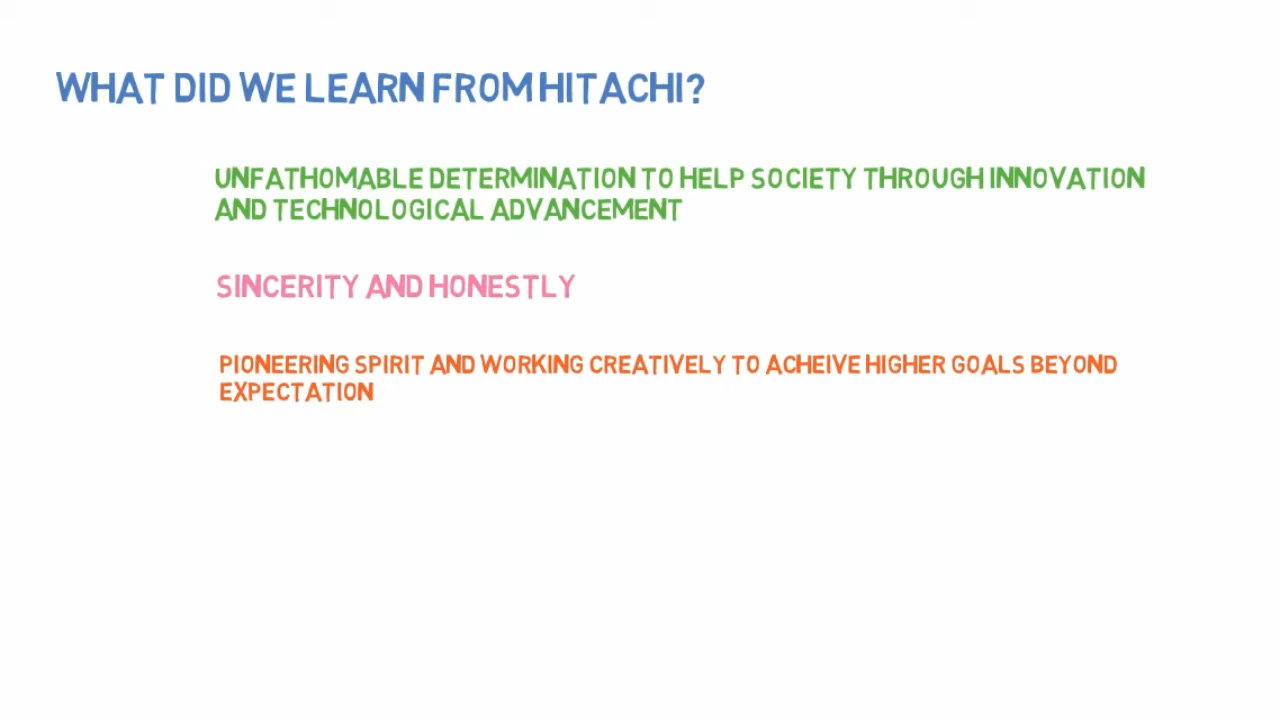 WHAT DID WE LEARN FROM HITACHI?
UNFATHOMABLE DETERMINATION TO HELP SOCIETY THROUGH INNOVATION
AND TECHNOLOGICAL ADVANCEMENT
SINCERITY AND HONESTLY
PIONEERING SPIRIT AND WORKING CREATIVELY TO ACHEIVE HIGHER GOALS BEYOND
EXPECTATION